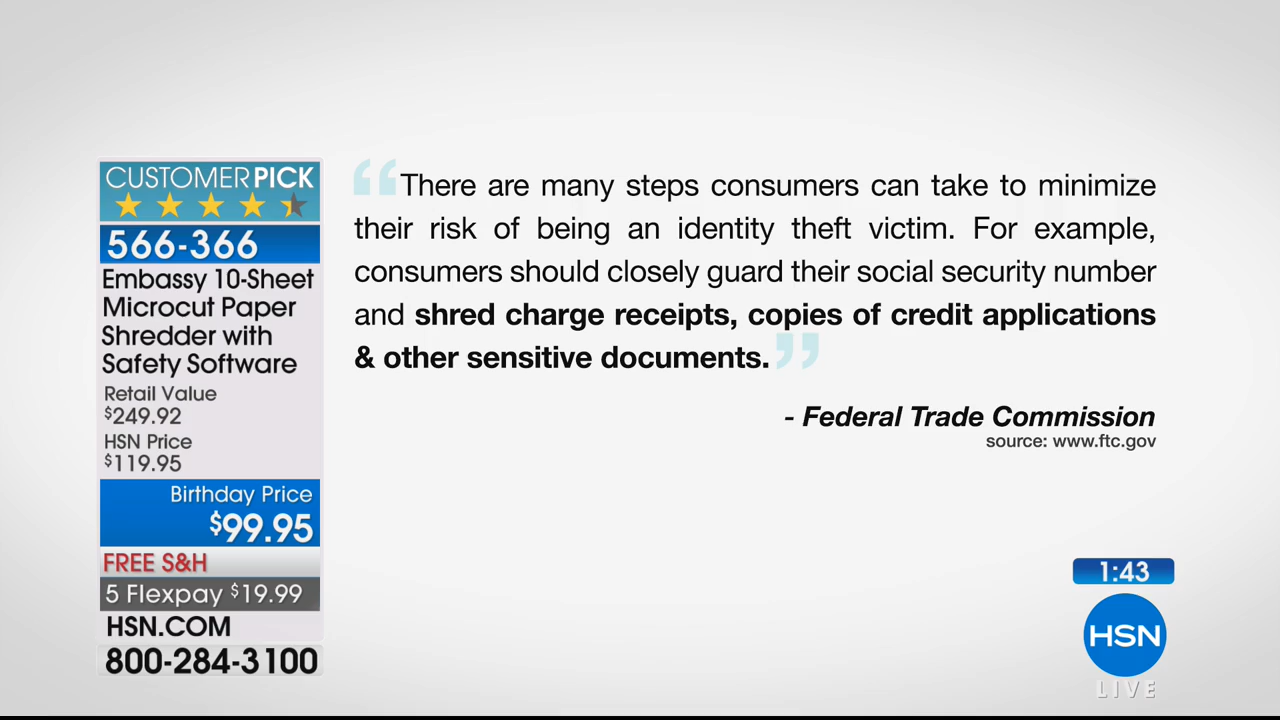 CUSTOMERPICK
566-366
Embassy 10-Sheet
Microcut Paper
Shredder with
Safety Software
Retail Value
$249.92
HSN Price
$119.95
Birthday Price
$99.95
FREE S&H
5 Flexpay $19.99
HSN.COM
800-284-3100
“There are many steps consumers can take to minimize
their risk of being an identity theft victim. For example,
consumers should closely guard their social security number
and shred charge receipts, copies of credit applications
& other sensitive documents.”
- Federal Trade Commission
source: www.ftc.gov
1:43
HSN
LIVE